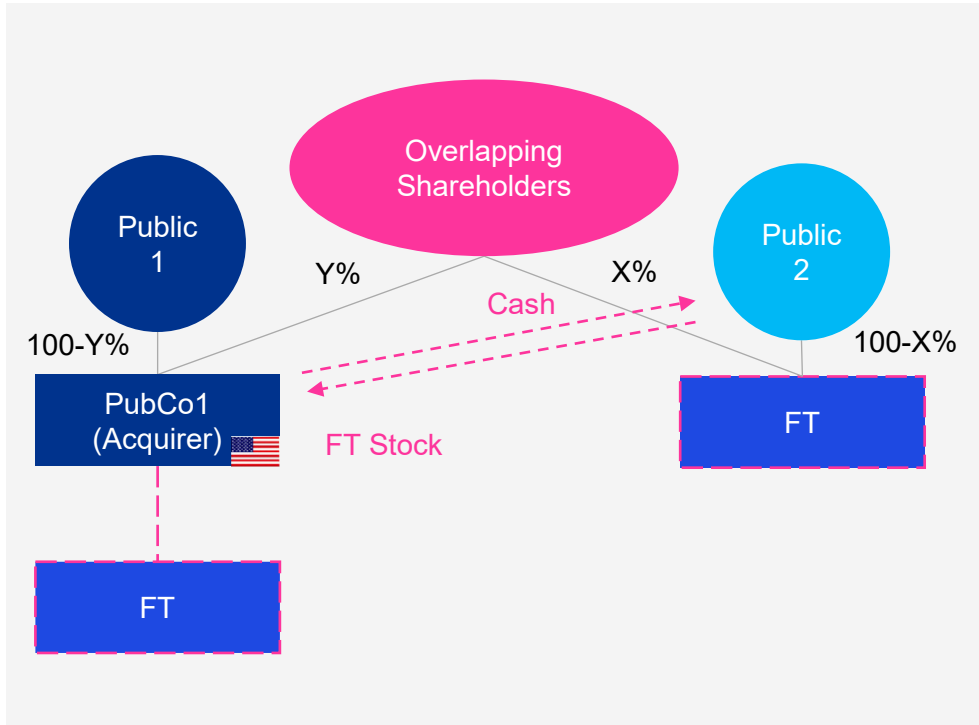 Overlapping
Shareholders
Public
1
Public
2
Y%
X%
Cash
100-Y%
100-X%
PubCo1
(Acquirer)
FT
FT Stock
FT